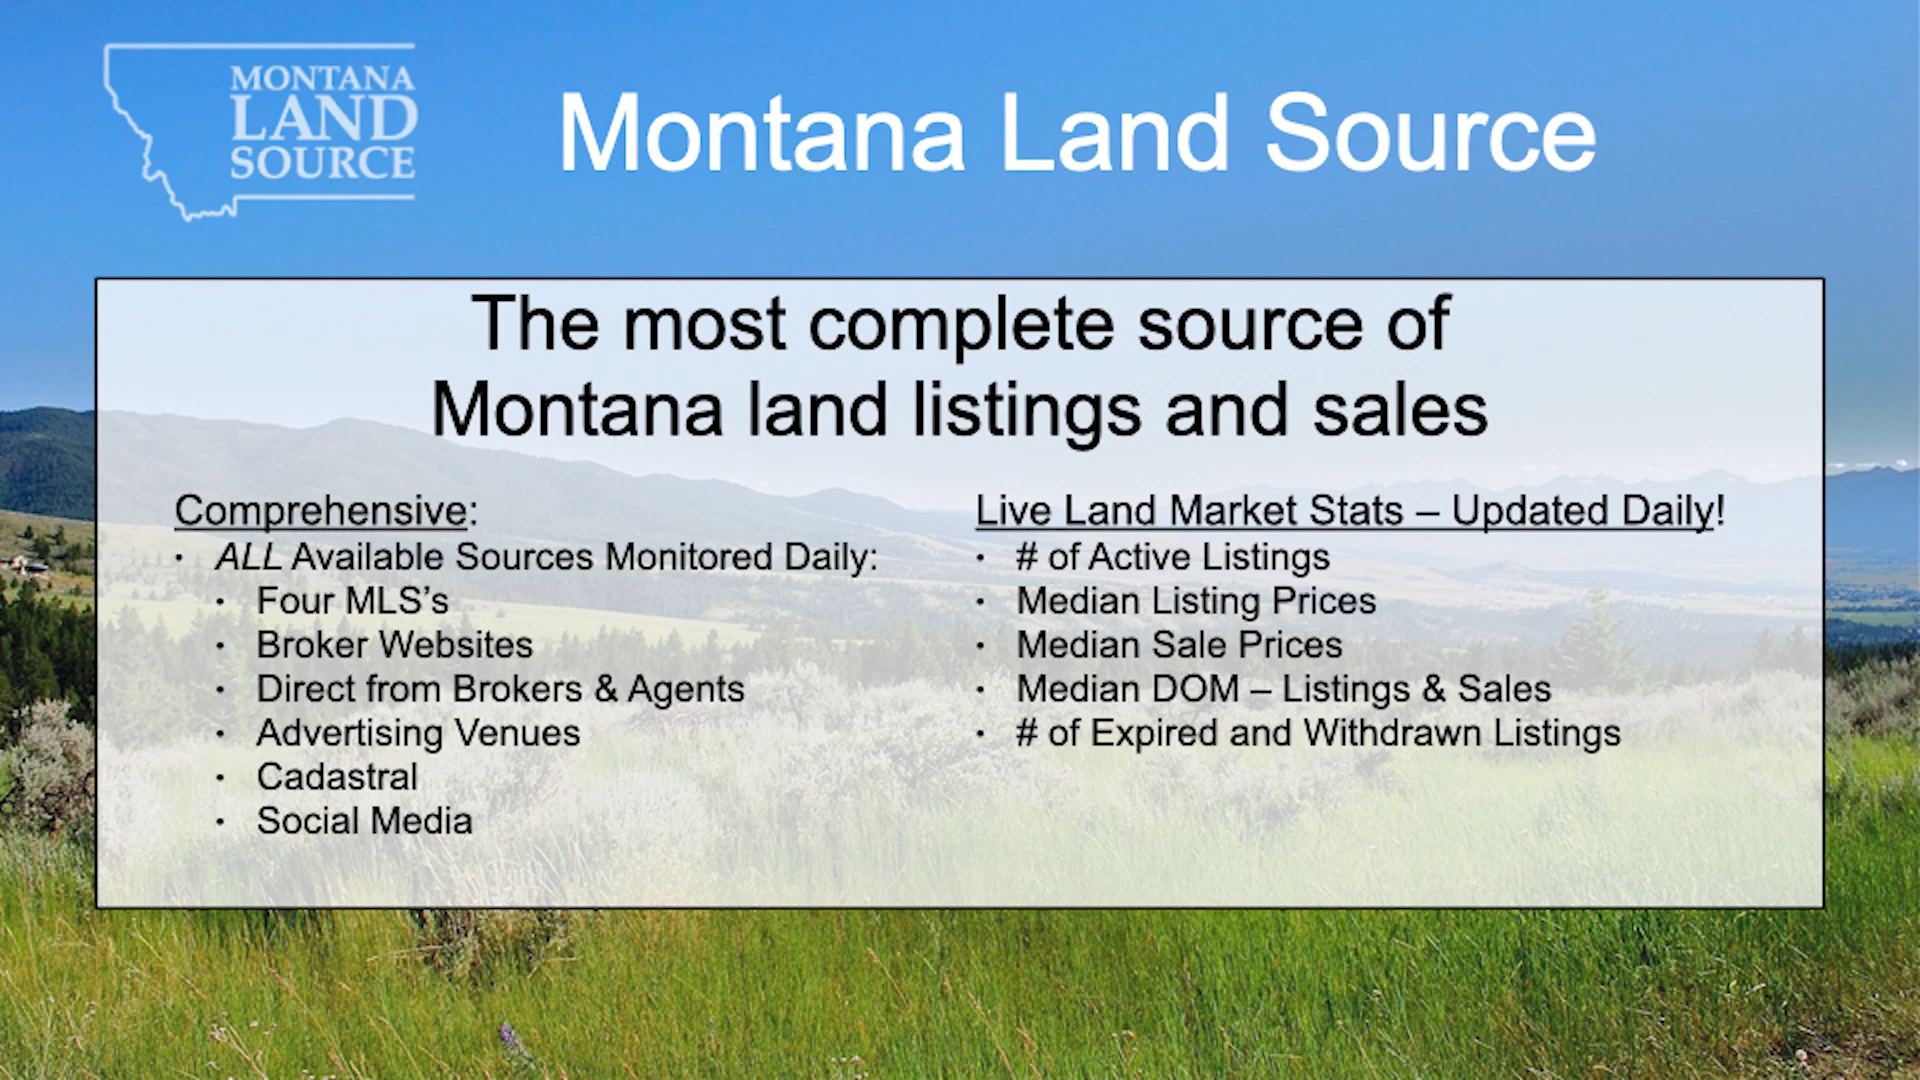 MONTANA
LAND
SOURCE
Montana Land Source
The most complete source of
Montana land listings and sales
Comprehensive:
• ALL Available Sources Monitored Daily:
• Four MLS’s
• Broker Websites
• Direct from Brokers & Agents
• Advertising Venues
• Cadastral
• Social Media
Live Land Market Stats – Updated Daily!
• # of Active Listings
• Median Listing Prices
• Median Sale Prices
• Median DOM – Listings & Sales
• # of Expired and Withdrawn Listings